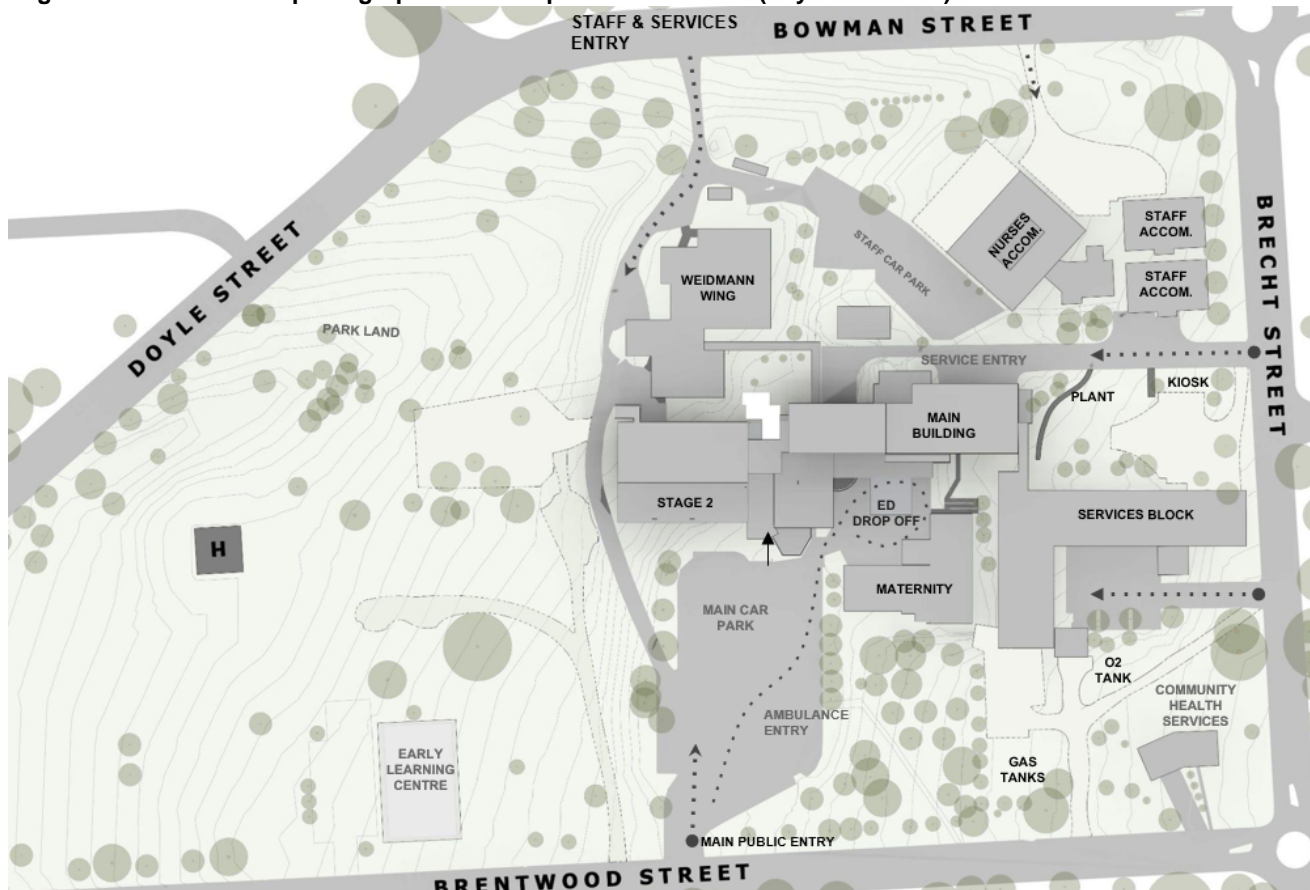 STAFF & SERVICES
ENTRY
BOWMAN STREET
DOYLE STREET
BRECHT STREET
STAFF
ACCOM.
NURSES
ACCOM.
STAFF CAR PARK
STAFF
ACCOM.
WEIDMANN
WING
PARK LAND
SERVICE ENTRY
PLANT
KIOSK
MAIN
BUILDING
STAGE 2
ED
DROP OFF
SERVICES BLOCK
H
MATERNITY
MAIN CAR
PARK
O2
TANK
COMMUNITY
HEALTH
SERVICES
AMBULANCE
ENTRY
EARLY
LEARNING
CENTRE
GAS
TANKS
MAIN PUBLIC ENTRY
BRENTWOOD STREET